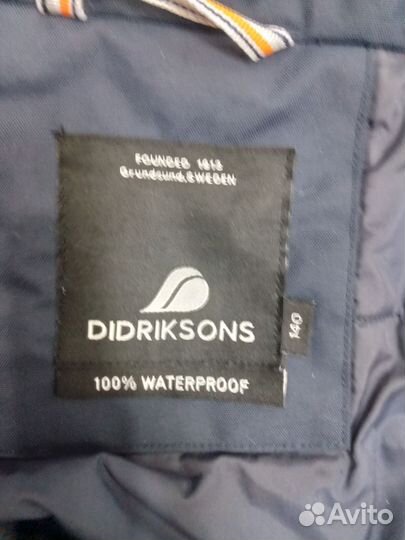 FOUNDED 1913
Grundsund, SWEDEN
DIDRIKSONS
140
100% WATERPROOF
Avito